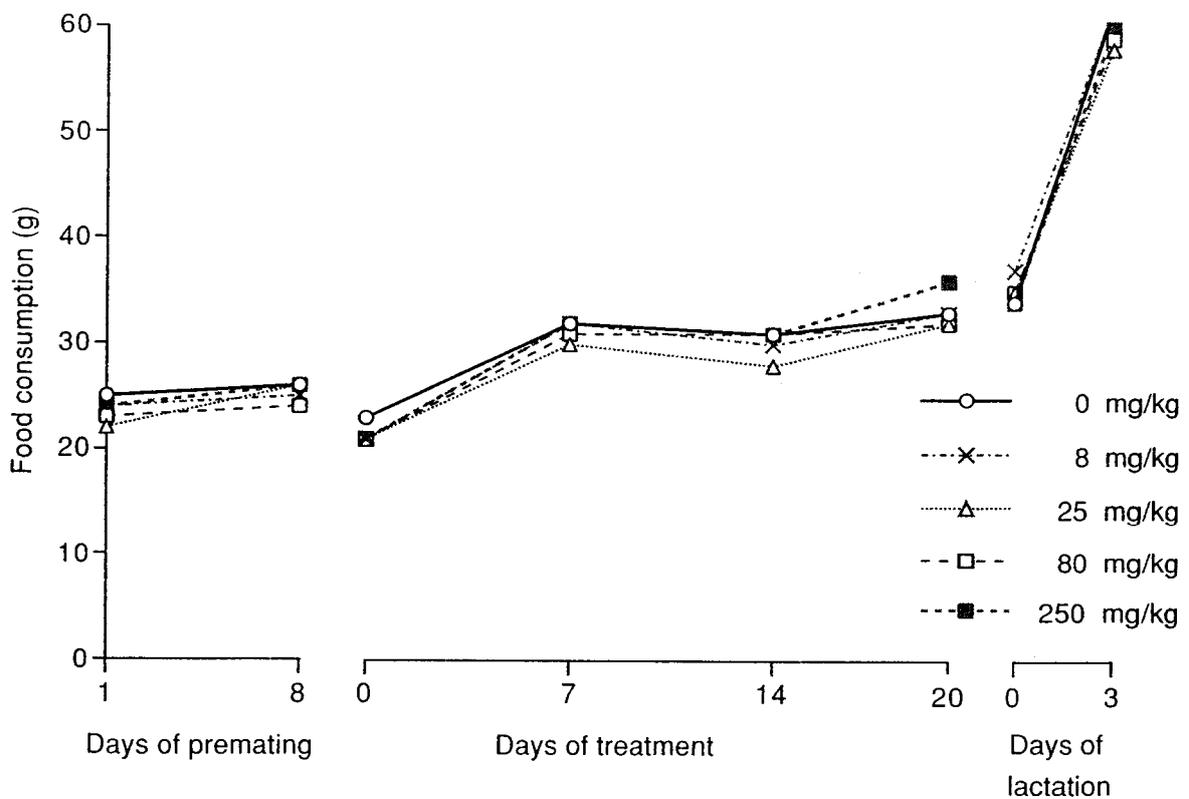 60
50
40
30
20
10
0
Food consumption (g)
1 8 0 7 14 20 0 3
Days of premating Days of treatment Days of
lactation
0 mg/kg
8 mg/kg
25 mg/kg
80 mg/kg
250 mg/kg